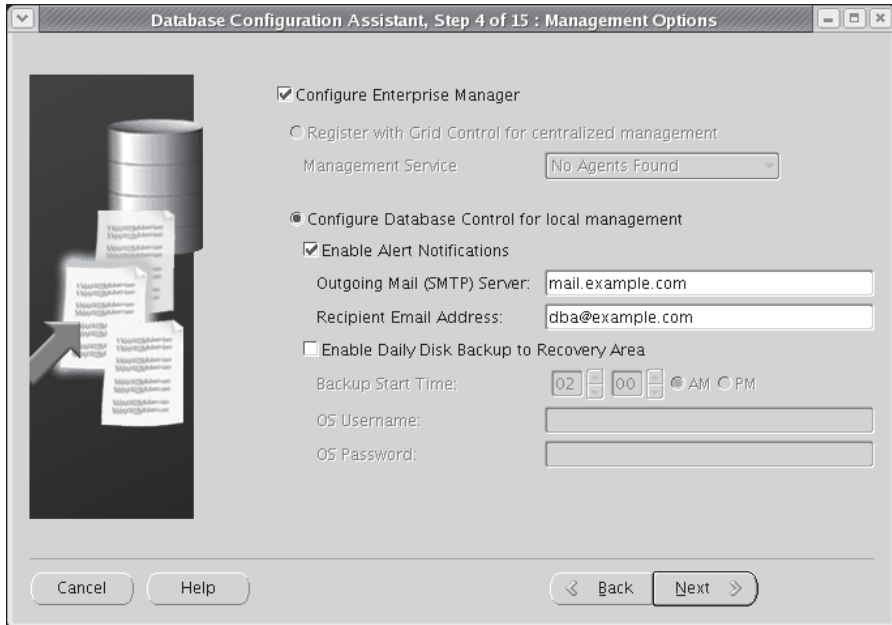 Database Configuration Assistant, Step 4 of 15 : Management Options
Configure Enterprise Manager
Register with Grid Control for centralized management
Management Service No Agents Found
Configure Database Control for local management
Enable Alert Notifications
Outgoing Mail (SMTP) Server: mail.example.com
Recipient Email Address: dba@example.com
Enable Daily Disk Backup to Recovery Area
Backup Start Time: 02 00 AM PM
OS Username:
OS Password:
Cancel Help Back Next